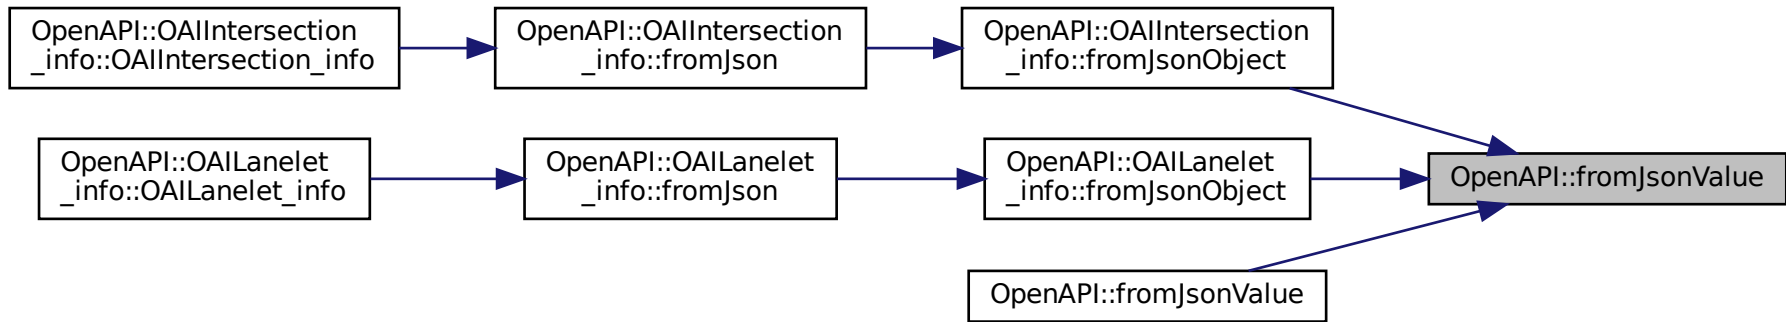 OpenAPI::OAIIntersection
_info::OAIIntersection_info
OpenAPI::OAIIntersection
_info::fromJson
OpenAPI::OAIIntersection
_info::fromJsonObject
OpenAPI::OAILanelet
_info::OAILanelet_info
OpenAPI::OAILanelet
_info::fromJson
OpenAPI::OAILanelet
_info::fromJsonObject
OpenAPI::fromJsonValue
OpenAPI::fromJsonValue